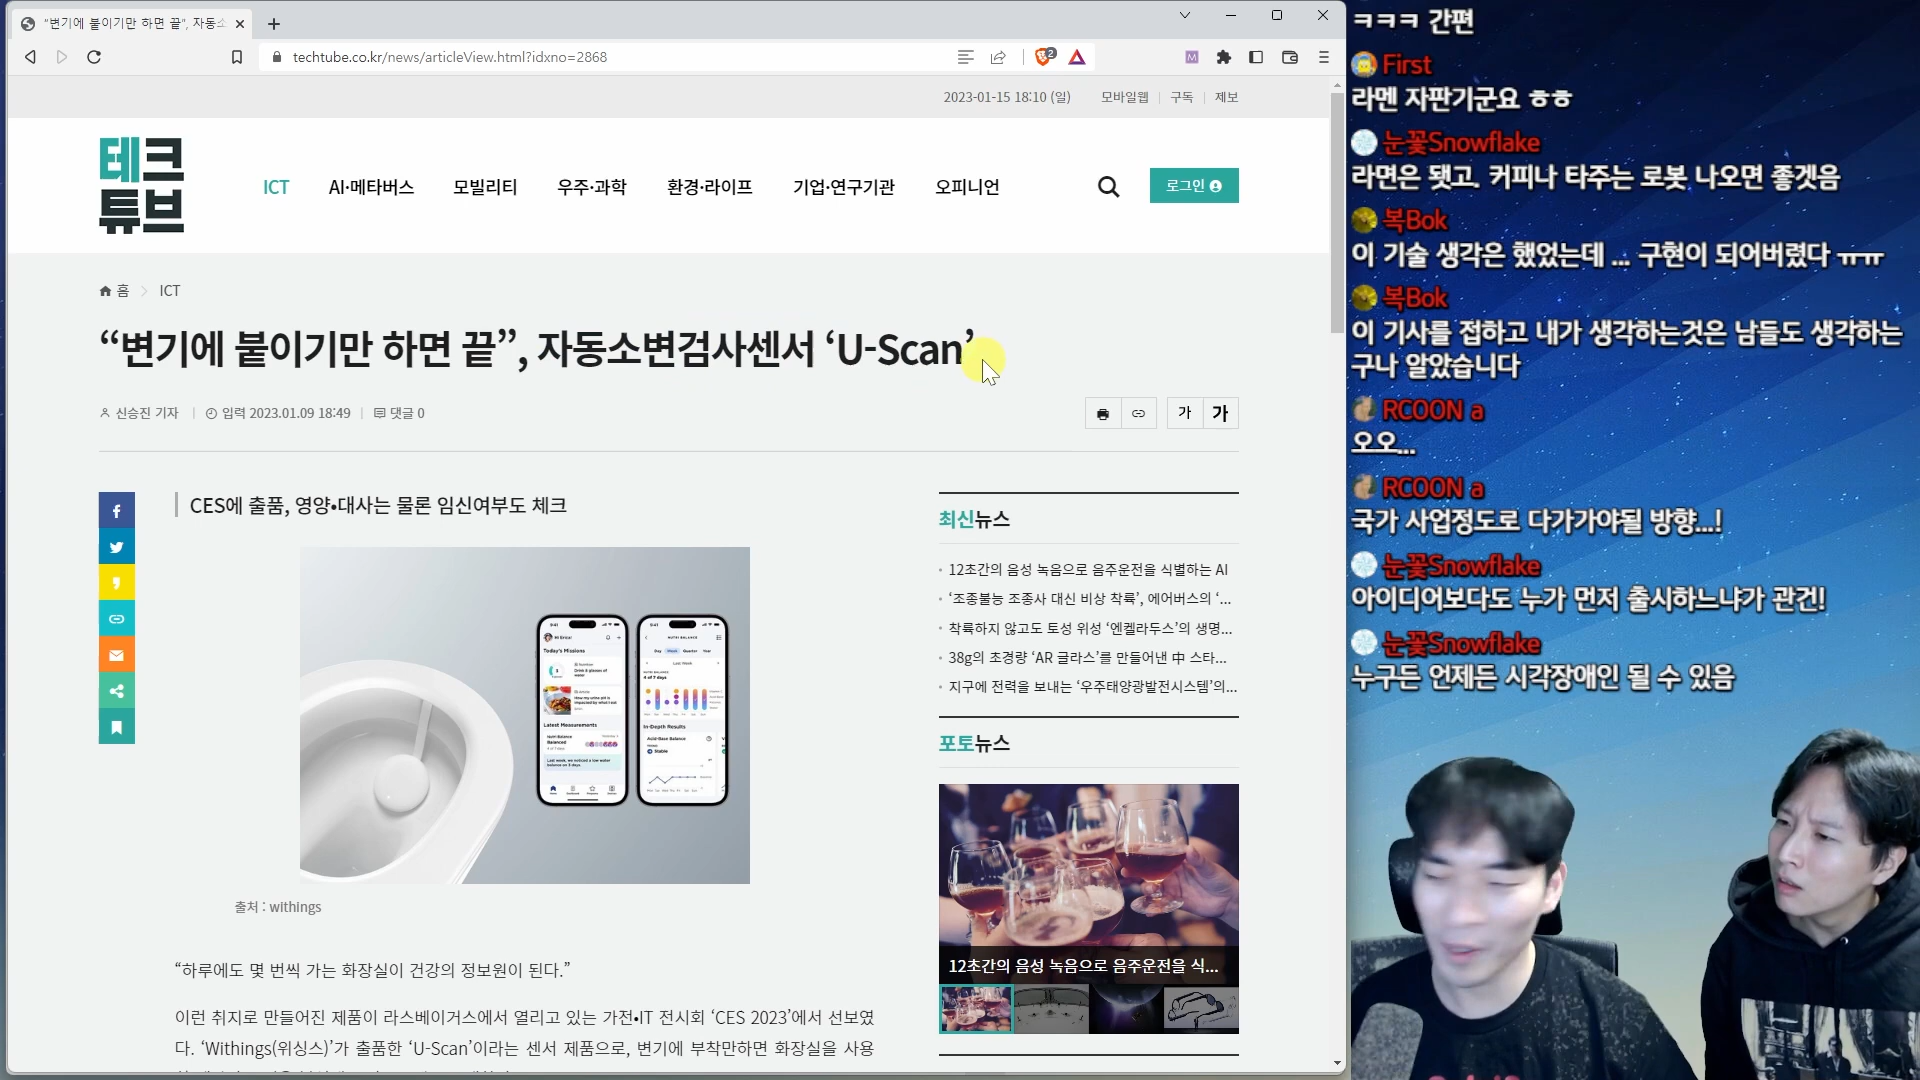 “변기에 붙이기만 하면 끝”, 자동소
techtube.co.kr/news/articleView.html?idxno=2868
2
2023-01-15 18:10 (일)
모바일웹
구독
제보
테크
튜브
ICT
AI·메타버스
모빌리티
우주·과학
환경·라이프
기업·연구기관
오피니언
로그인
홈
ICT
“변기에 붙이기만 하면 끝”, 자동소변검사센서 ‘U-Scan’
신승진 기자
입력 2023.01.09 18:49
댓글 0
가
가
CES에 출품, 영양•대사는 물론 임신여부도 체크
Today's Missions
Latest Measurements
In-Depth Results
출처 : withings
“하루에도 몇 번씩 가는 화장실이 건강의 정보원이 된다.”
이런 취지로 만들어진 제품이 라스베이거스에서 열리고 있는 가전•IT 전시회 ‘CES 2023’에서 선보였
다. ‘Withings(위싱스)’가 출품한 ‘U-Scan’이라는 센서 제품으로, 변기에 부착만하면 화장실을 사용
최신뉴스
12초간의 음성 녹음으로 음주운전을 식별하는 AI
‘조종불능 조종사 대신 비상 착륙’, 에어버스의 ‘...
착륙하지 않고도 토성 위성 ‘엔켈라두스’의 생명...
38g의 초경량 ‘AR 글라스’를 만들어낸 中 스타...
지구에 전력을 보내는 ‘우주태양광발전시스템’의...
포토뉴스
12초간의 음성 녹음으로 음주운전을 식...
ㅋㅋㅋ 간편
First
라멘 자판기군요 ㅎㅎ
눈꽃Snowflake
라면은 됐고. 커피나 타주는 로봇 나오면 좋겟음
복Bok
이 기술 생각은 했었는데 ... 구현이 되어버렸다 ㅠㅠ
복Bok
이 기사를 접하고 내가 생각하는것은 남들도 생각하는
구나 알았습니다
RCOON a
오오...
RCOON a
국가 사업정도로 다가가야될 방향...!
눈꽃Snowflake
아이디어보다도 누가 먼저 출시하느냐가 관건!
눈꽃Snowflake
누구든 언제든 시각장애인 될 수 있음